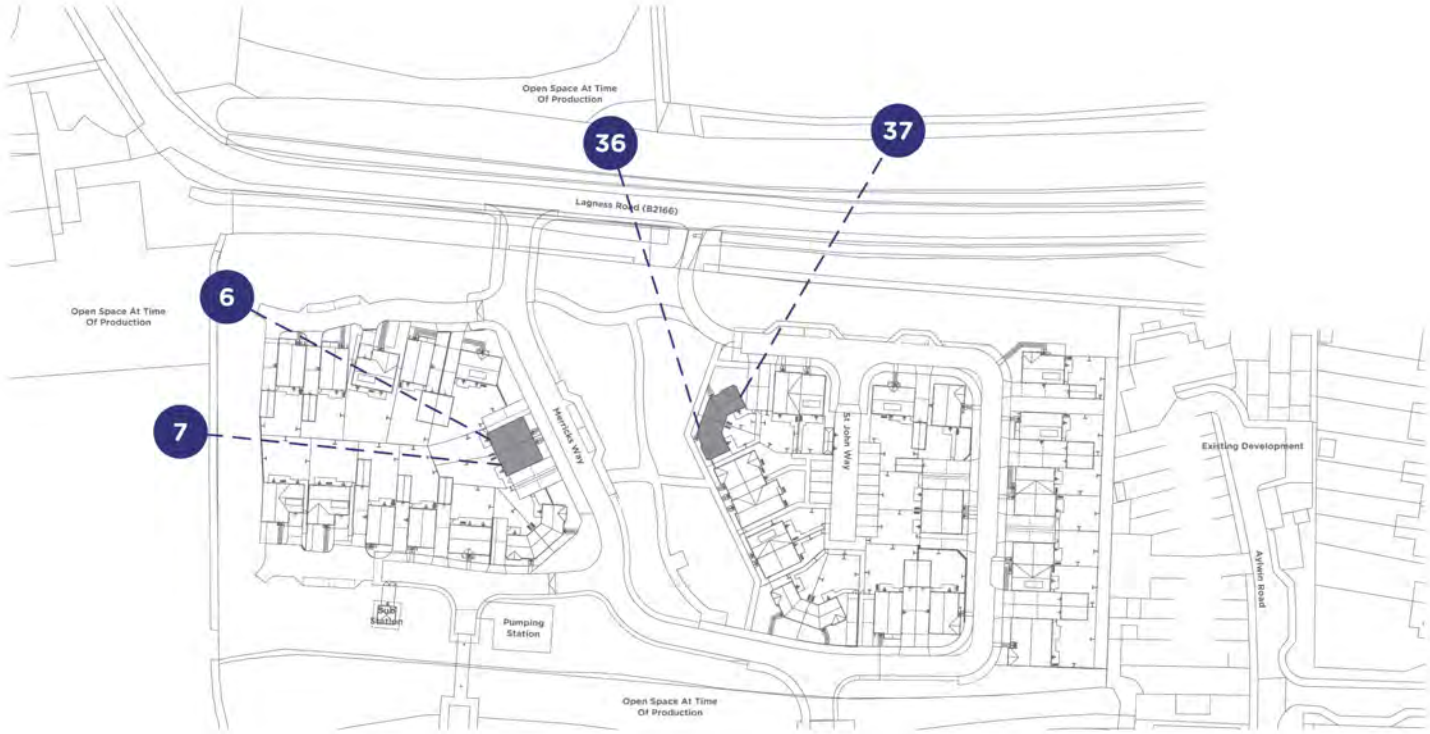 Open Space At Time
Of Production
37
36
Lagness Road (B2166)
6
Open Space At Time
Of Production
7
Merricks Way
St John Way
Existing Development
Aylwin Road
Sub
Station
Pumping
Station
Open Space At Time
Of Production